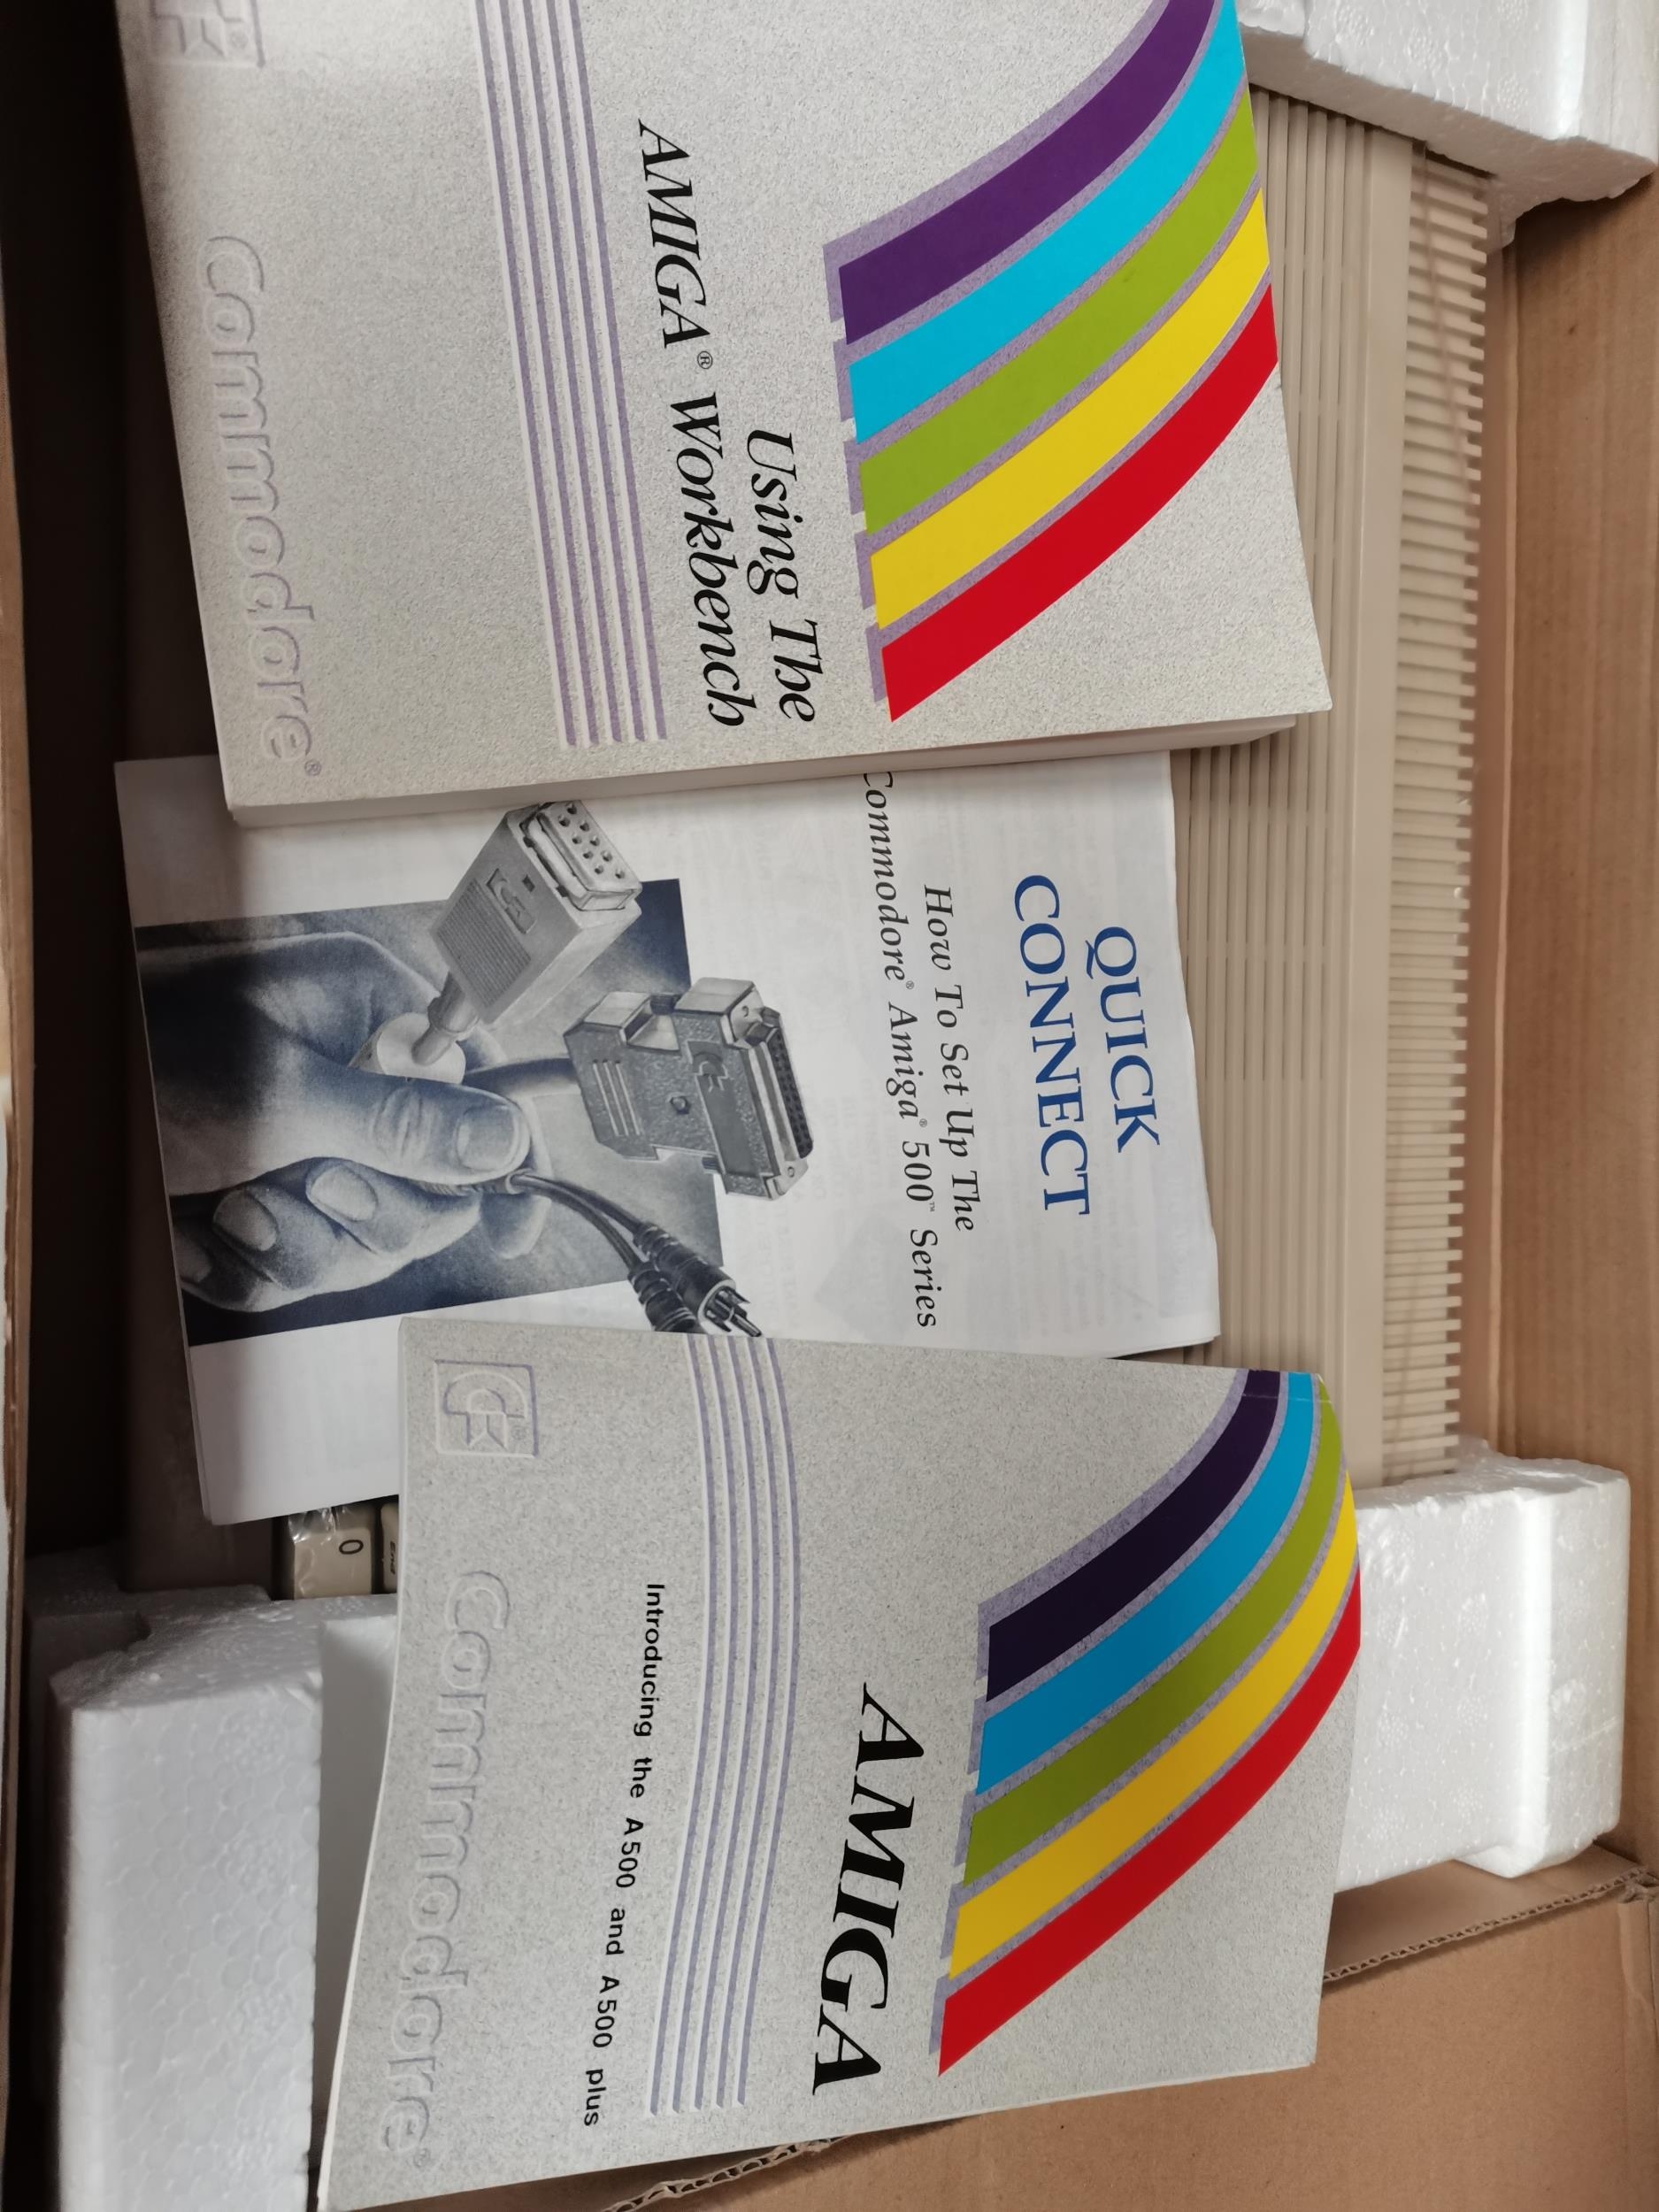 Using The
AMIGA® Workbench
Commodore®
QUICK
CONNECT
How To Set Up The
Commodore® Amiga® 500™ Series
AMIGA
Introducing the A500 and A500 plus
Commodore®
0